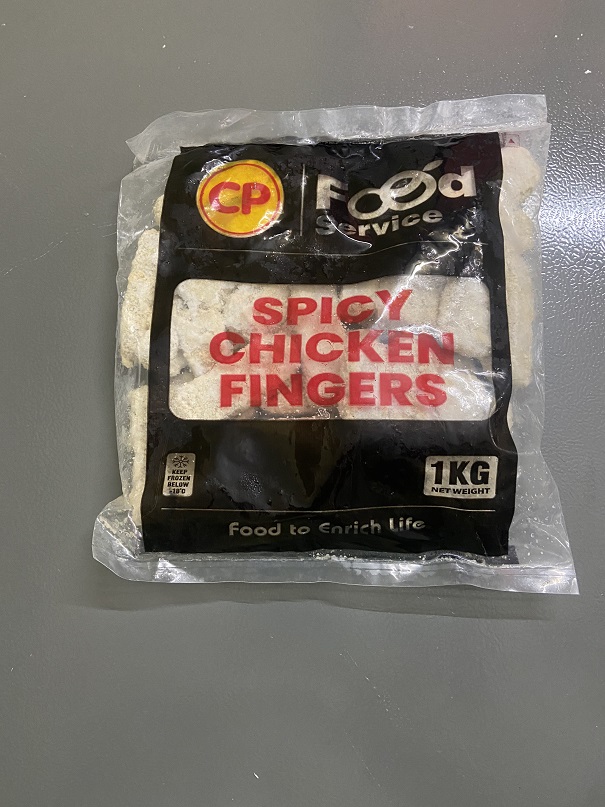 CP
Food
Service
SPICY
CHICKEN
FINGERS
KEEP
FROZEN
BELOW
-18°C
1KG
NET WEIGHT
Food to Enrich Life